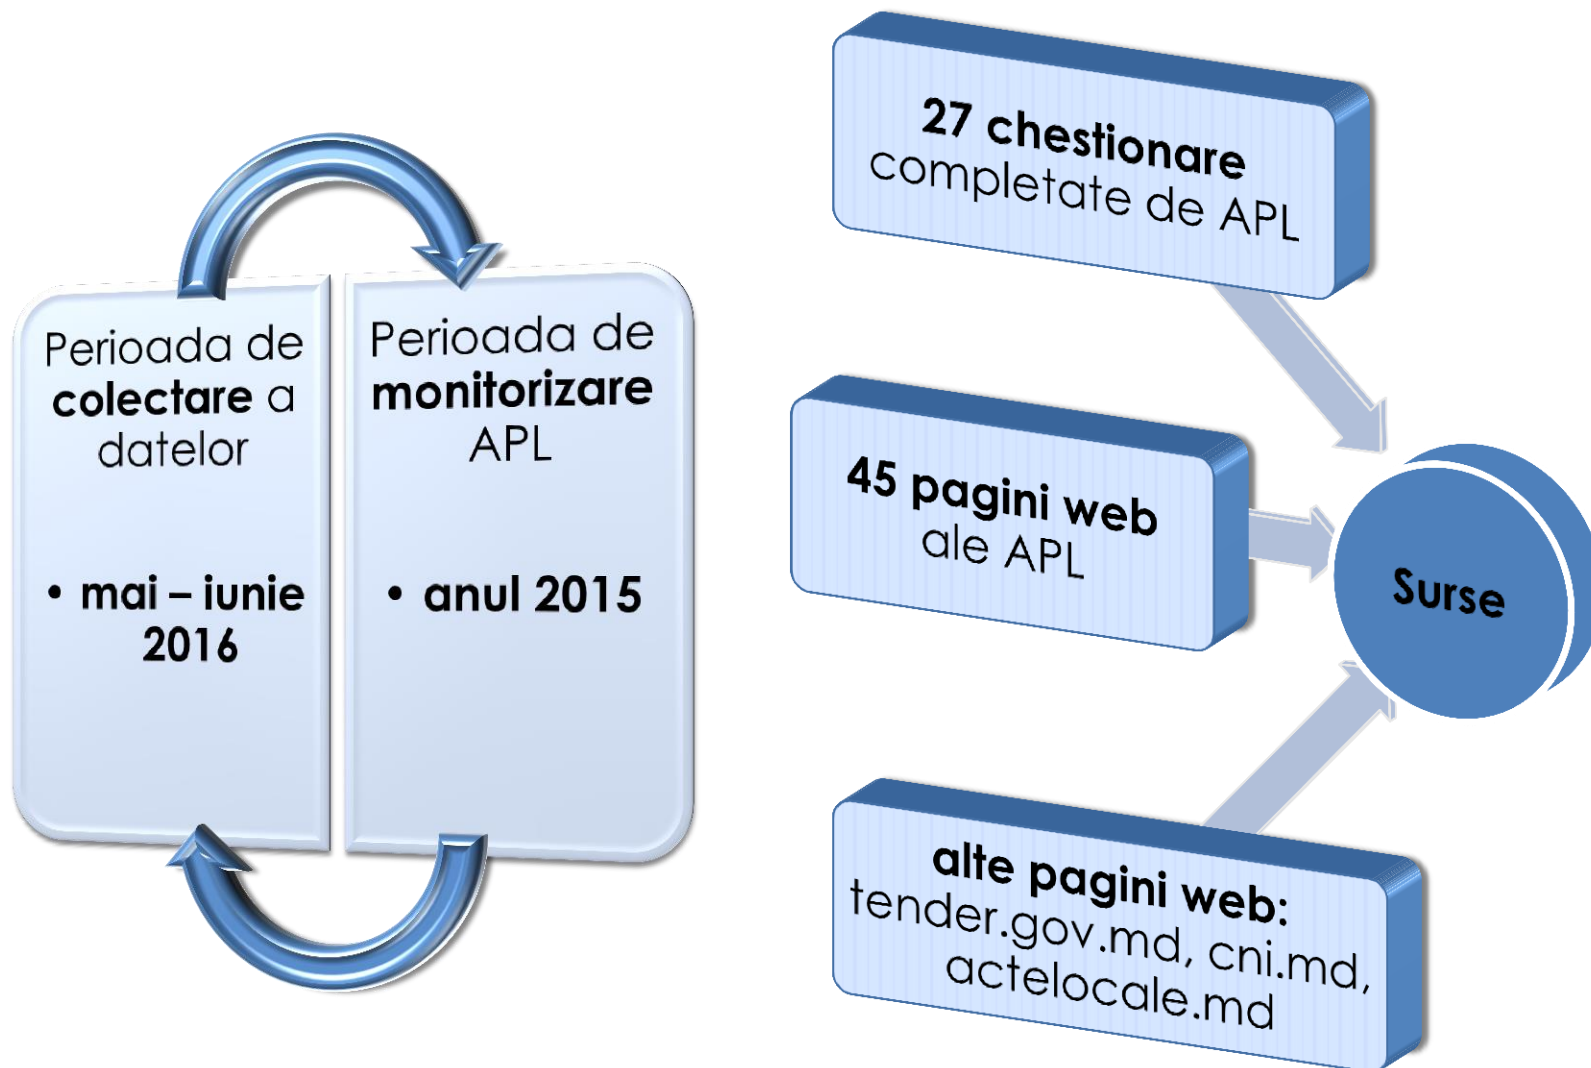 Perioada de
colectare a
datelor
• mai – iunie
2016
Perioada de
monitorizare
APL
• anul 2015
27 chestionare
completate de APL
45 pagini web
ale APL
alte pagini web:
tender.gov.md, cni.md,
actelocale.md
Surse